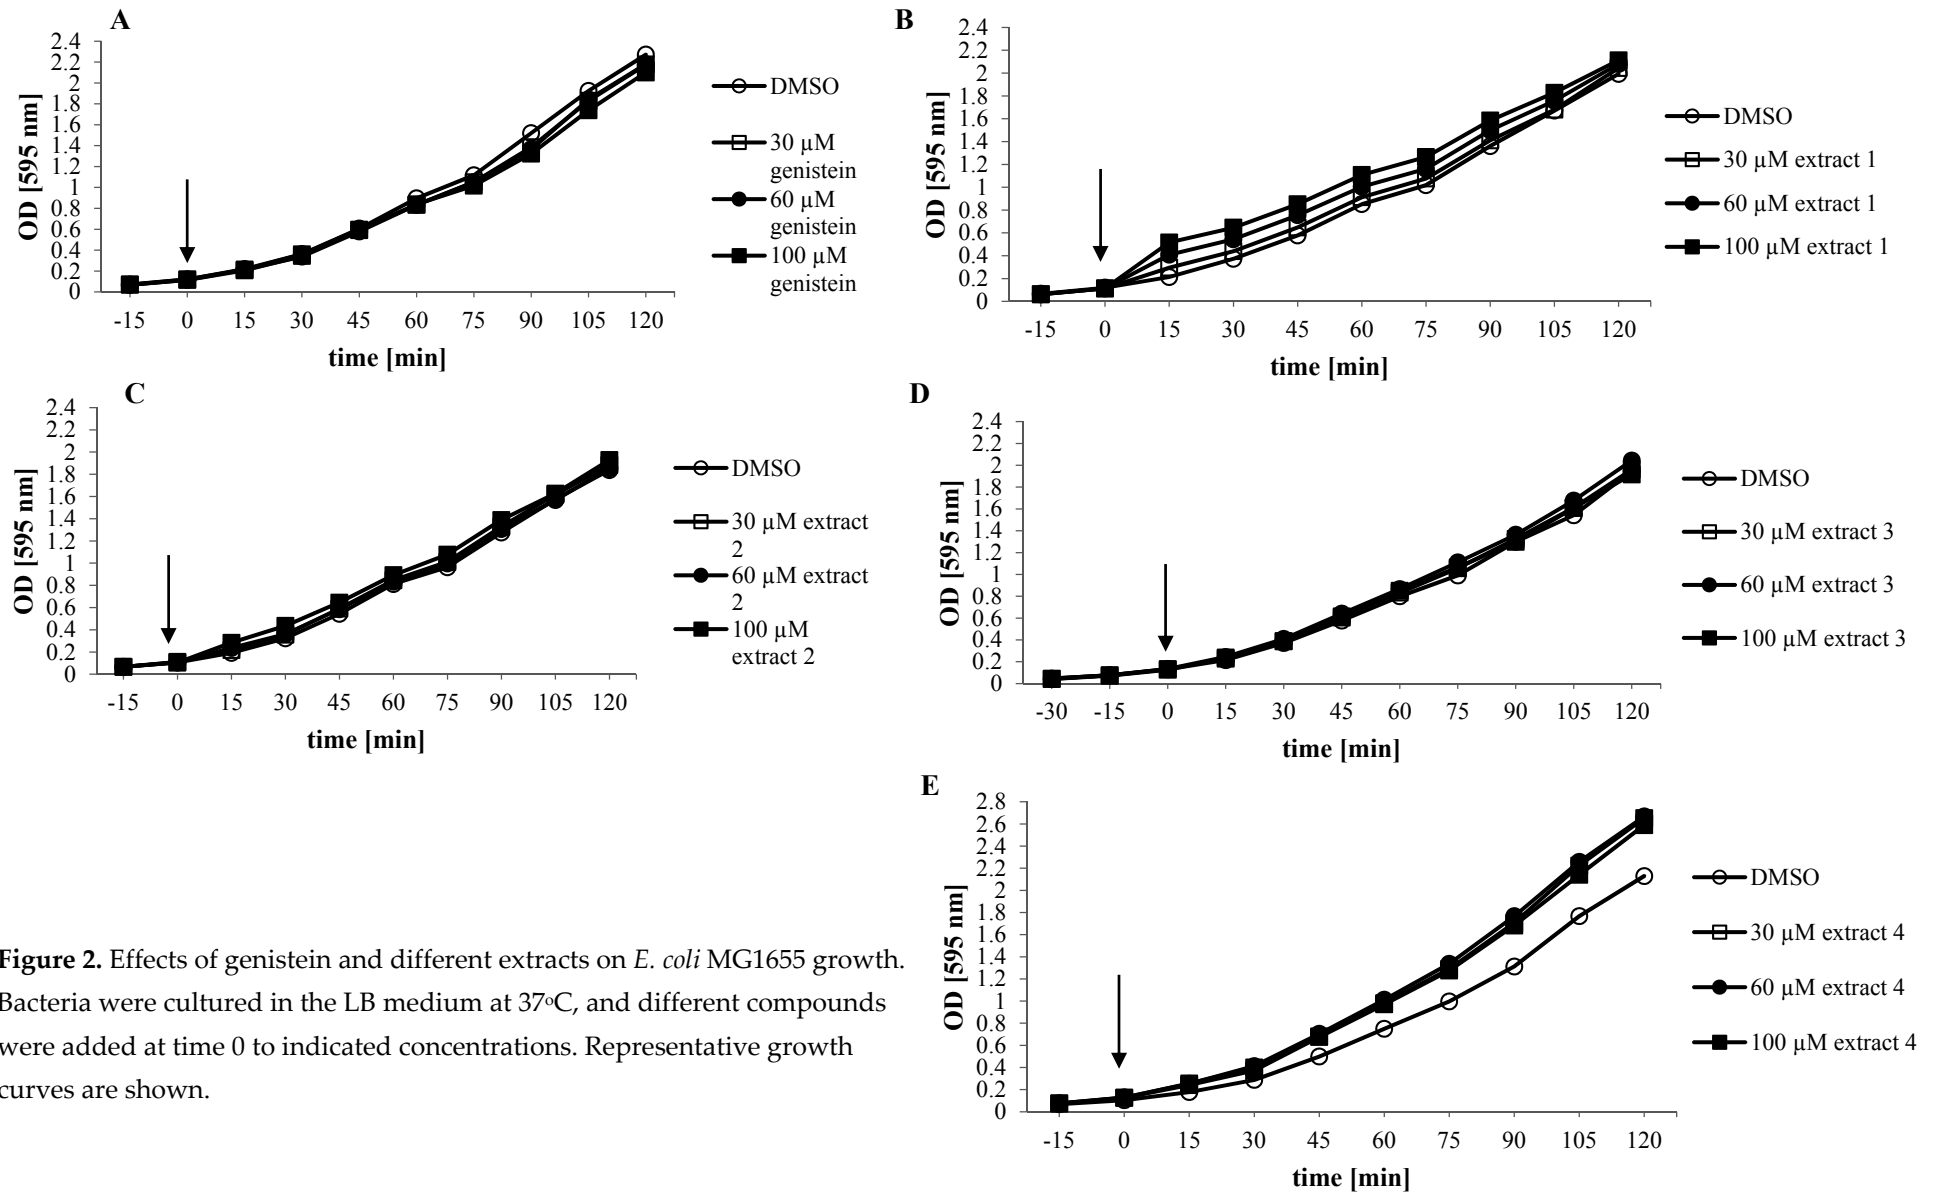 A
2.4
2.2
2
1.8
1.6
1.4
1.2
1
0.8
0.6
0.4
0.2
0
OD [595 nm]
-15 0 15 30 45 60 75 90 105 120
time [min]
DMSO
30 µM
genistein
60 µM
genistein
100 µM
genistein
B
2.4
2.2
2
1.8
1.6
1.4
1.2
1
0.8
0.6
0.4
0.2
0
OD [595 nm]
-15 0 15 30 45 60 75 90 105 120
time [min]
DMSO
30 µM extract 1
60 µM extract 1
100 µM extract 1
C
2.4
2.2
2
1.8
1.6
1.4
1.2
1
0.8
0.6
0.4
0.2
0
OD [595 nm]
-15 0 15 30 45 60 75 90 105 120
time [min]
DMSO
30 µM extract
2
60 µM extract
2
100 µM
extract 2
D
2.4
2.2
2
1.8
1.6
1.4
1.2
1
0.8
0.6
0.4
0.2
0
OD [595 nm]
-30 -15 0 15 30 45 60 75 90 105 120
time [min]
DMSO
30 µM extract 3
60 µM extract 3
100 µM extract 3
E
2.8
2.6
2.4
2.2
2
1.8
1.6
1.4
1.2
1
0.8
0.6
0.4
0.2
0
OD [595 nm]
-15 0 15 30 45 60 75 90 105 120
time [min]
DMSO
30 µM extract 4
60 µM extract 4
100 µM extract 4
Figure 2. Effects of genistein and different extracts on E. coli MG1655 growth.
Bacteria were cultured in the LB medium at 37ºC, and different compounds
were added at time 0 to indicated concentrations. Representative growth
curves are shown.